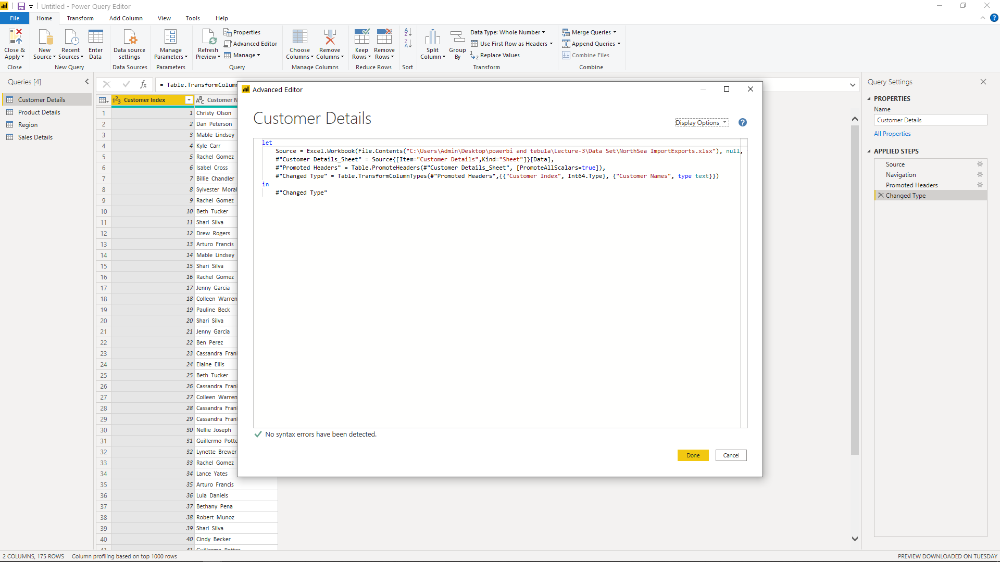 Untitled - Power Query Editor
File Home Transform Add Column View Tools Help
Close & Apply
New Source
Recent Sources
Enter Data
Data source settings
Manage Parameters
Refresh Preview
Properties
Advanced Editor
Manage
Choose Columns
Remove Columns
Keep Rows
Remove Rows
Split Column
Group By
Data Type: Whole Number
Use First Row as Headers
Replace Values
Merge Queries
Append Queries
Combine Files
Close New Query Data Sources Parameters Query Manage Columns Reduce Rows Sort Transform Combine
Queries [4]
Customer Details
Product Details
Region
Sales Details
= Table.TransformColumn
Customer Index Customer N
1 1 Christy Olson
2 2 Dan Peterson
3 3 Mable Lindsey
4 4 Kyle Carr
5 5 Rachel Gomez
6 6 Isabel Cross
7 7 Billie Chandler
8 8 Sylvester Moral
9 9 Rachel Gomez
10 10 Beth Tucker
11 11 Shari Silva
12 12 Drew Rogers
13 13 Arturo Francis
14 14 Mable Lindsey
15 15 Shari Silva
16 16 Rachel Gomez
17 17 Jenny Garcia
18 18 Colleen Warren
19 19 Pauline Beck
20 20 Shari Silva
21 21 Jenny Garcia
22 22 Ben Perez
23 23 Cassandra Fran
24 24 Elaine Ellis
25 25 Beth Tucker
26 26 Cassandra Fran
27 27 Colleen Warren
28 28 Cassandra Fran
29 29 Cassandra Fran
30 30 Nellie Joseph
31 31 Guillermo Potte
32 32 Lynette Brewer
33 33 Rachel Gomez
34 34 Lance Yates
35 35 Arturo Francis
36 36 Lula Daniels
37 37 Bethany Pena
38 38 Robert Munoz
39 39 Shari Silva
40 40 Cindy Becker
41 41 Guillermo Potter
Advanced Editor
Customer Details
Display Options
let
Source = Excel.Workbook(File.Contents("C:\Users\Admin\Desktop\powerbi and tebula\Lecture-3\Data Set\NorthSea ImportExports.xlsx"), null,
#"Customer Details_Sheet" = Source{[Item="Customer Details",Kind="Sheet"]}[Data],
#"Promoted Headers" = Table.PromoteHeaders(#"Customer Details_Sheet", [PromoteAllScalars=true]),
#"Changed Type" = Table.TransformColumnTypes(#"Promoted Headers",{{"Customer Index", Int64.Type}, {"Customer Names", type text}})
in
#"Changed Type"
No syntax errors have been detected.
Done Cancel
Query Settings
PROPERTIES
Name
Customer Details
All Properties
APPLIED STEPS
Source
Navigation
Promoted Headers
Changed Type
2 COLUMNS, 175 ROWS Column profiling based on top 1000 rows
PREVIEW DOWNLOADED ON TUESDAY